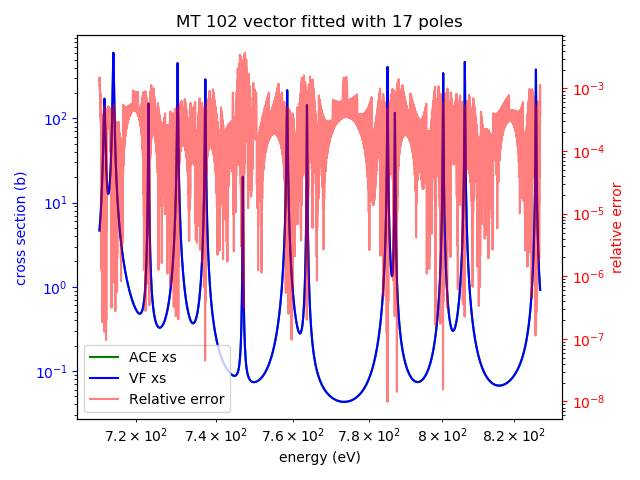 MT 102 vector fitted with 17 poles
cross section (b)
10²
10¹
10⁰
10⁻¹
10⁻³
10⁻⁴
10⁻⁵
10⁻⁶
10⁻⁷
10⁻⁸
relative error
ACE xs
VF xs
Relative error
7.2 × 10² 7.4 × 10² 7.6 × 10² 7.8 × 10² 8 × 10² 8.2 × 10²
energy (eV)